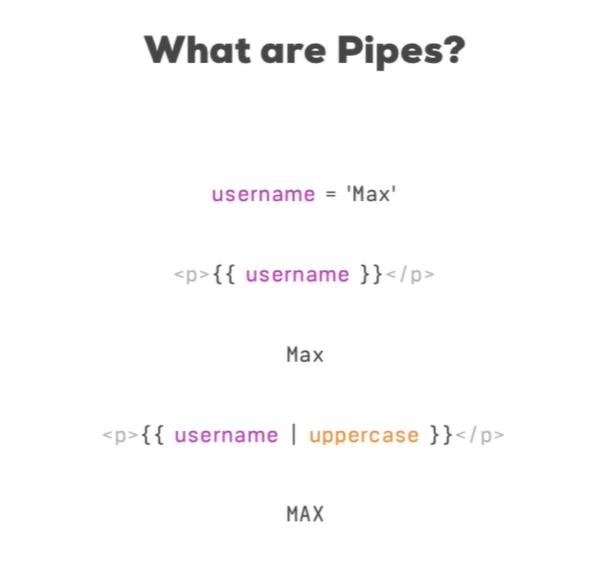 What are Pipes?
username = 'Max'
<p>{{ username }}</p>
Max
<p>{{ username | uppercase }}</p>
MAX